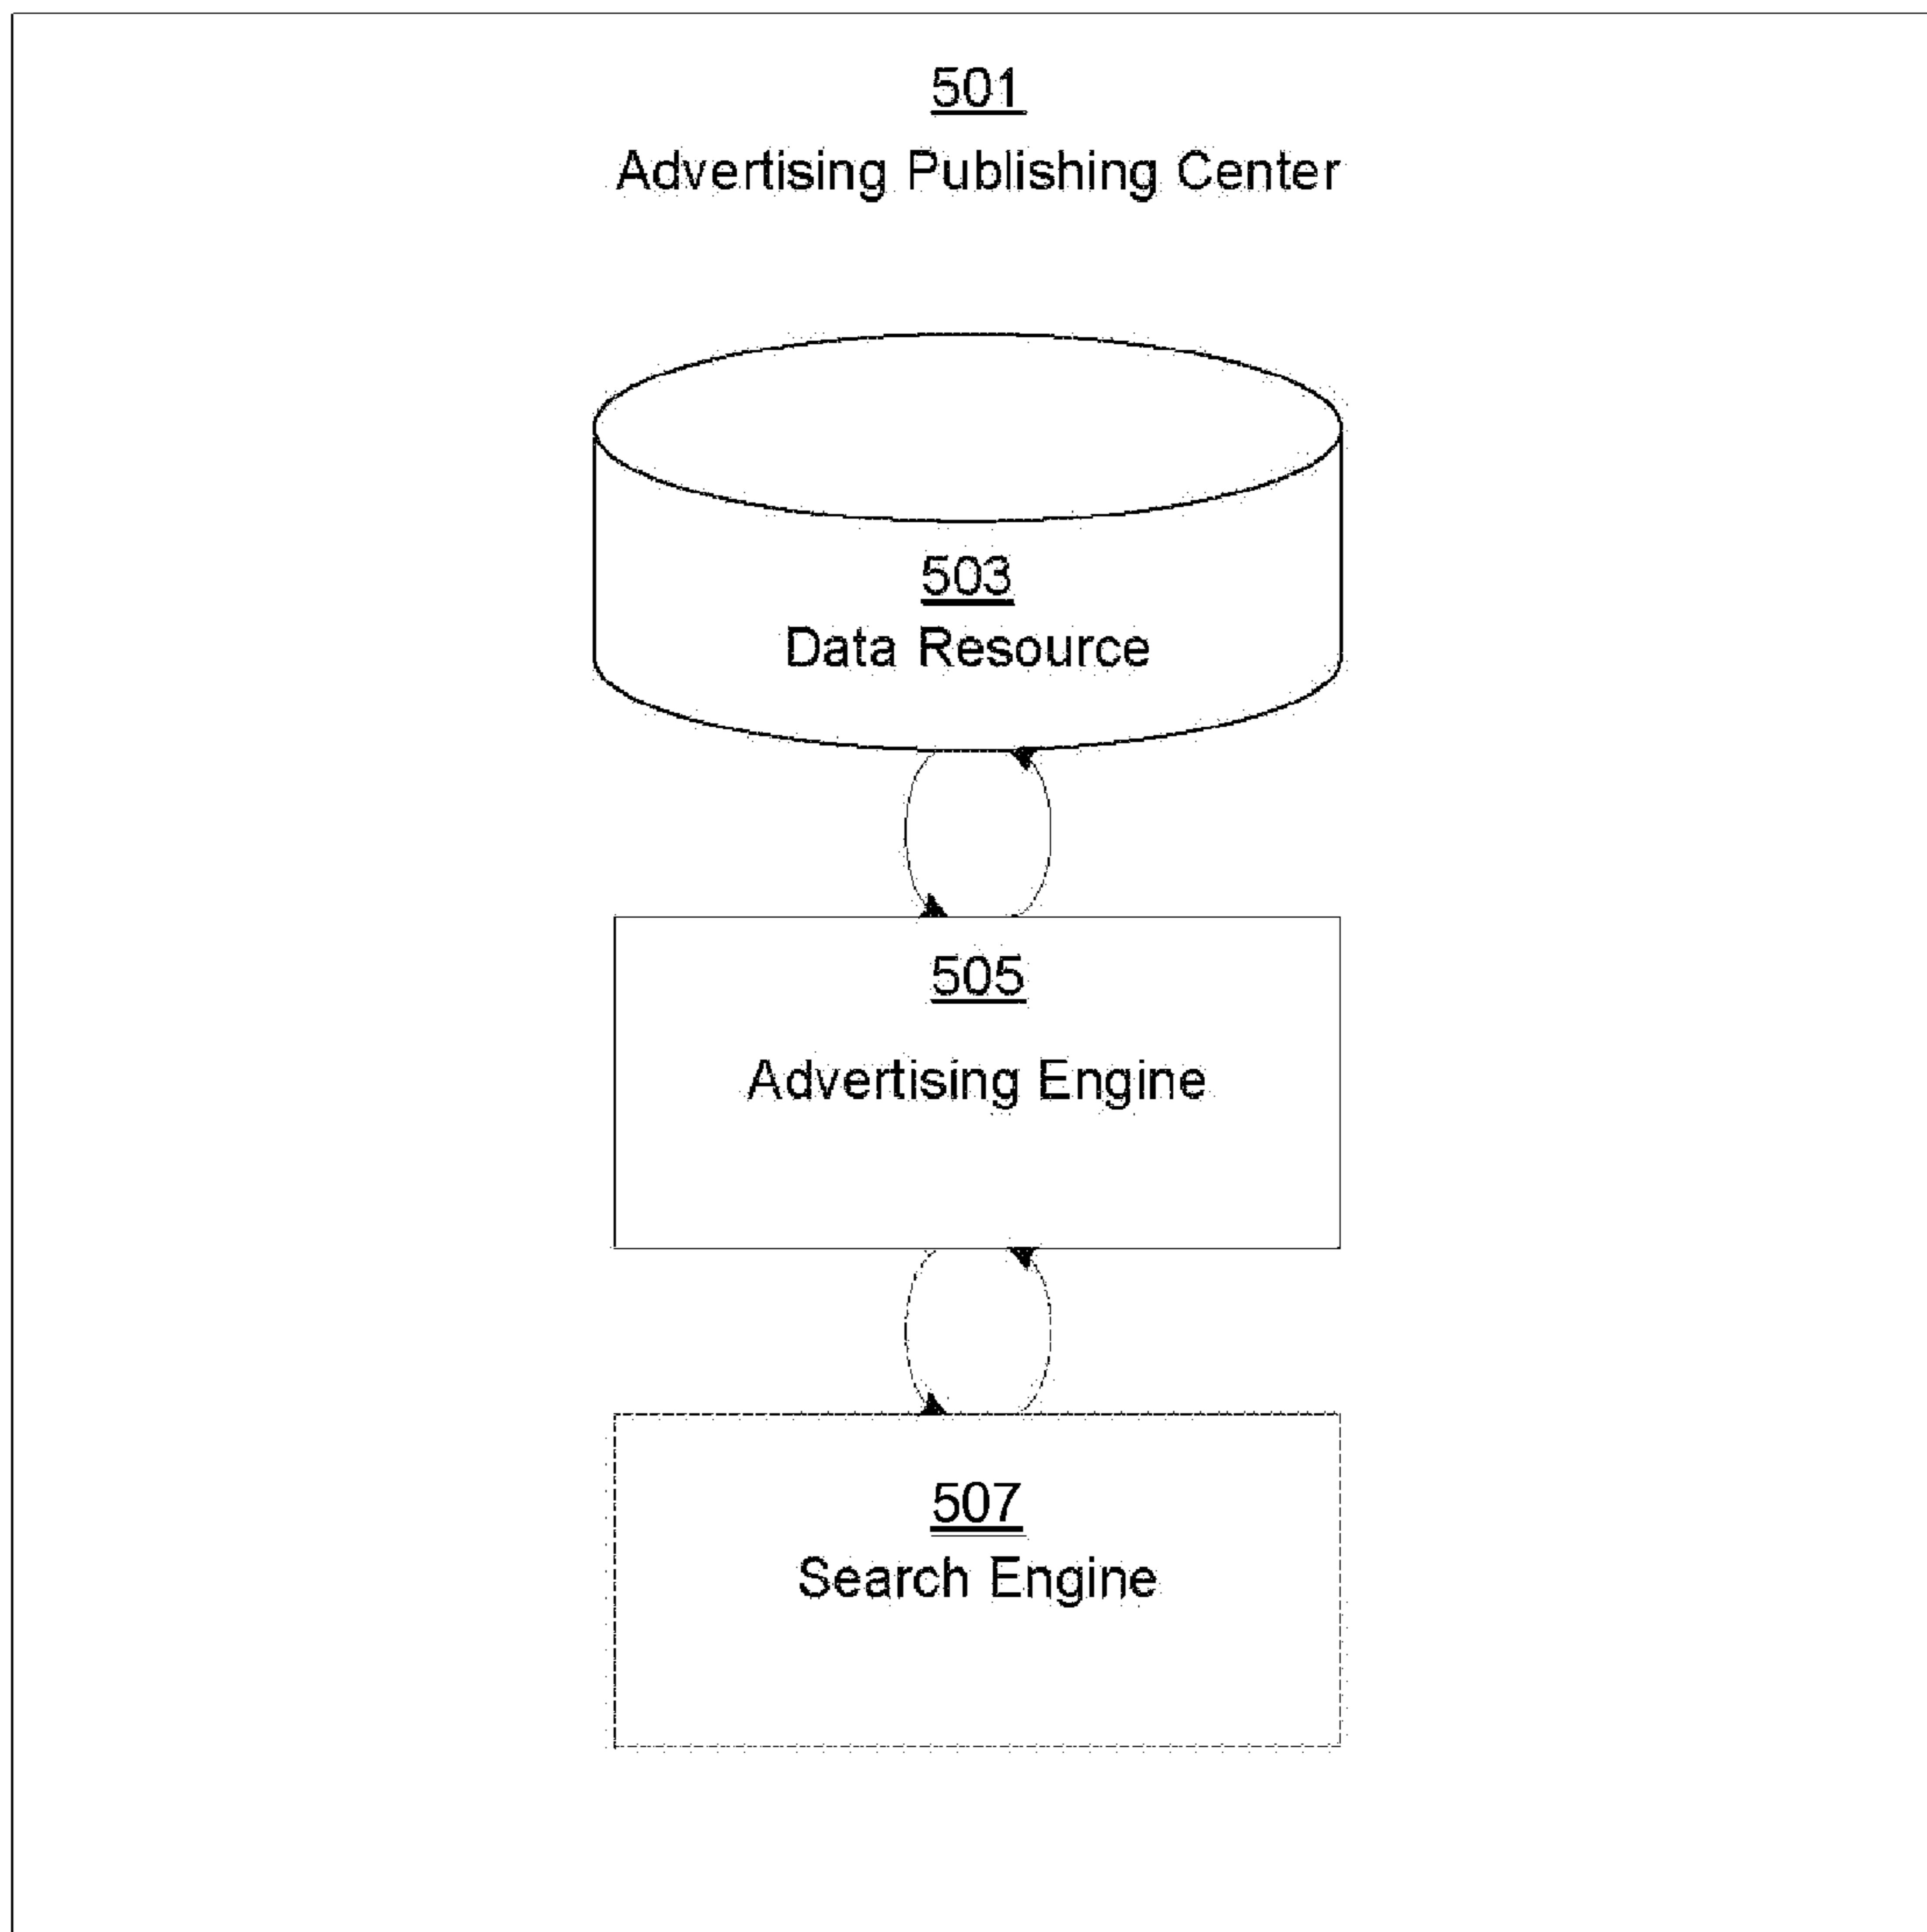 501
Advertising Publishing Center
503
Data Resource
505
Advertising Engine
507
Search Engine